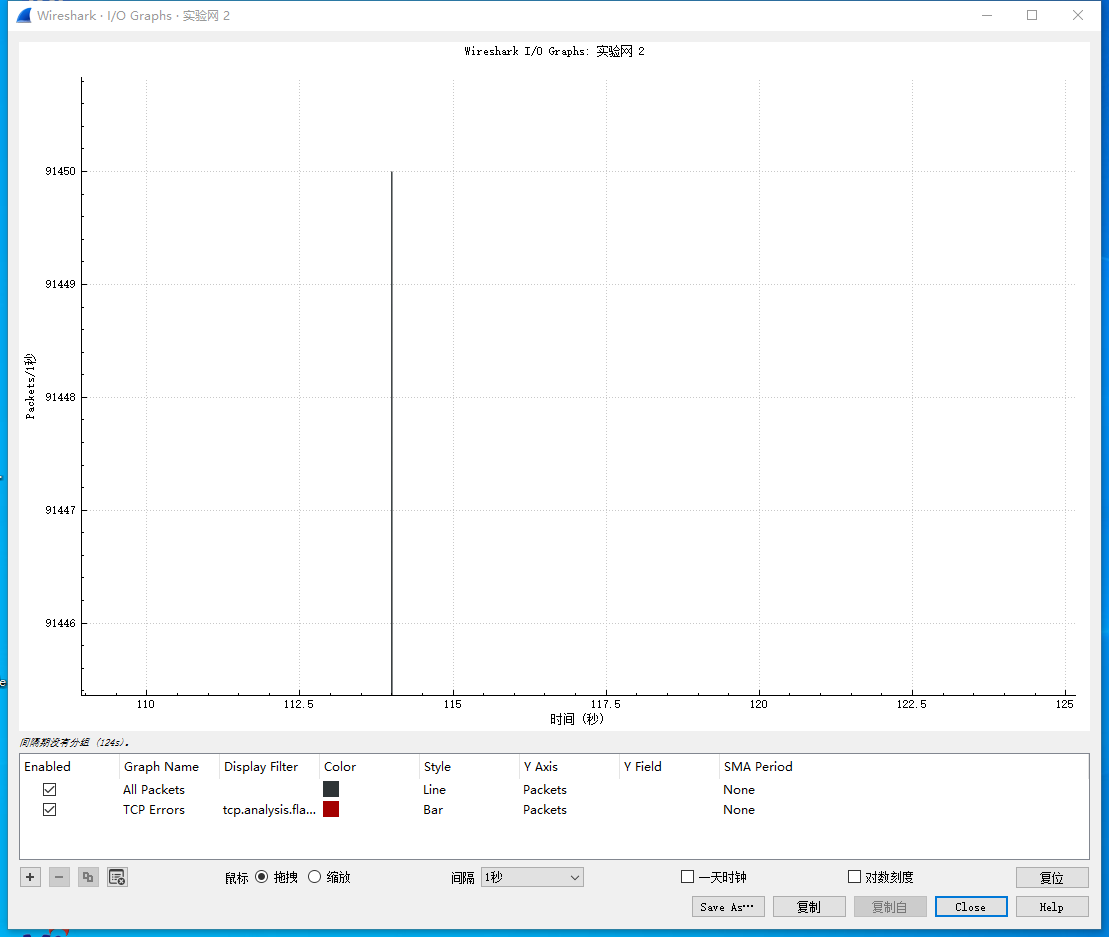 Wireshark · I/O Graphs · 实验网 2
Wireshark I/O Graphs: 实验网 2
91450
91449
91448
91447
91446
Packets/1秒
110 112.5 115 117.5 120 122.5 125
时间 (秒)
间隔期没有分组 (124s)。
Enabled Graph Name Display Filter Color Style Y Axis Y Field SMA Period
All Packets Line Packets None
TCP Errors tcp.analysis.fla... Bar Packets None
鼠标 拖拽 缩放 间隔 1秒 一天时钟 对数刻度 复位
Save As… 复制 复制自 Close Help